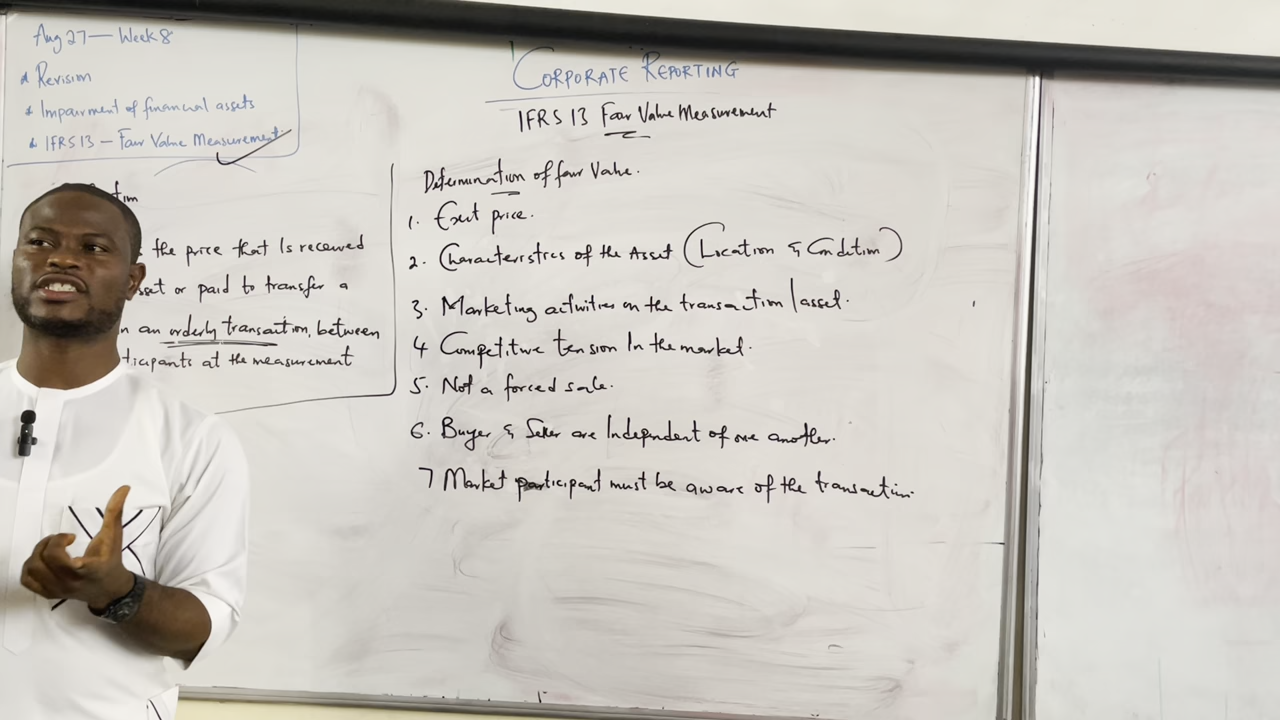 Aug 27 — Week 8
* Revision
* Impairment of financial assets
* IFRS 13 — Fair Value Measurement
the price that is received
or paid to transfer a
an orderly transaction, between
at the measurement
CORPORATE REPORTING
IFRS 13 Fair Value Measurement
Determination of fair Value.
1. Exit price.
2. Characteristics of the Asset (Location & Condition)
3. Marketing activities on the transaction / asset.
4 Competitive tension in the market.
5. Not a forced sale.
6. Buyer & Seller are Independent of one another.
7 Market participant must be aware of the transaction.